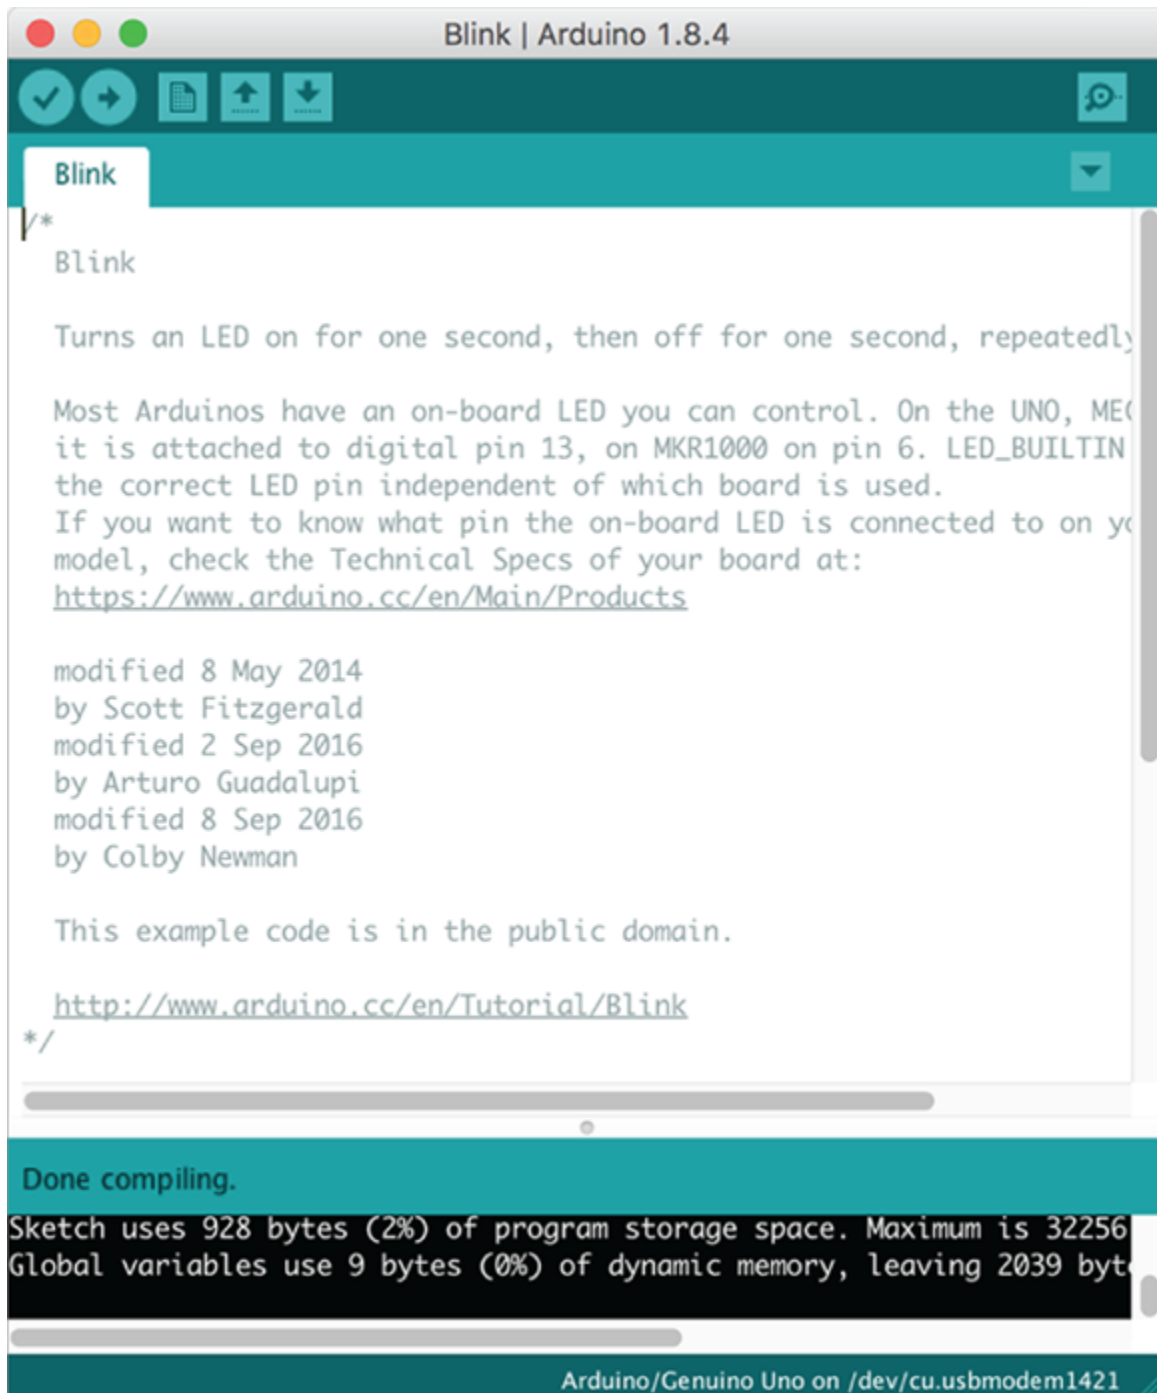 Blink | Arduino 1.8.4
Blink
/*
Blink
Turns an LED on for one second, then off for one second, repeatedly
Most Arduinos have an on-board LED you can control. On the UNO,
it is attached to digital pin 13, on MKR1000 on pin 6. LED_BUILTIN
the correct LED pin independent of which board is used.
If you want to know what pin the on-board LED is connected to on
model, check the Technical Specs of your board at:
https://www.arduino.cc/en/Main/Products
modified 8 May 2014
by Scott Fitzgerald
modified 2 Sep 2016
by Arturo Guadalupi
modified 8 Sep 2016
by Colby Newman
This example code is in the public domain.
http://www.arduino.cc/en/Tutorial/Blink
*/
Done compiling.
Sketch uses 928 bytes (2%) of program storage space. Maximum is 32256
Global variables use 9 bytes (0%) of dynamic memory, leaving 2039
Arduino/Genuino Uno on /dev/cu.usbmodem1421